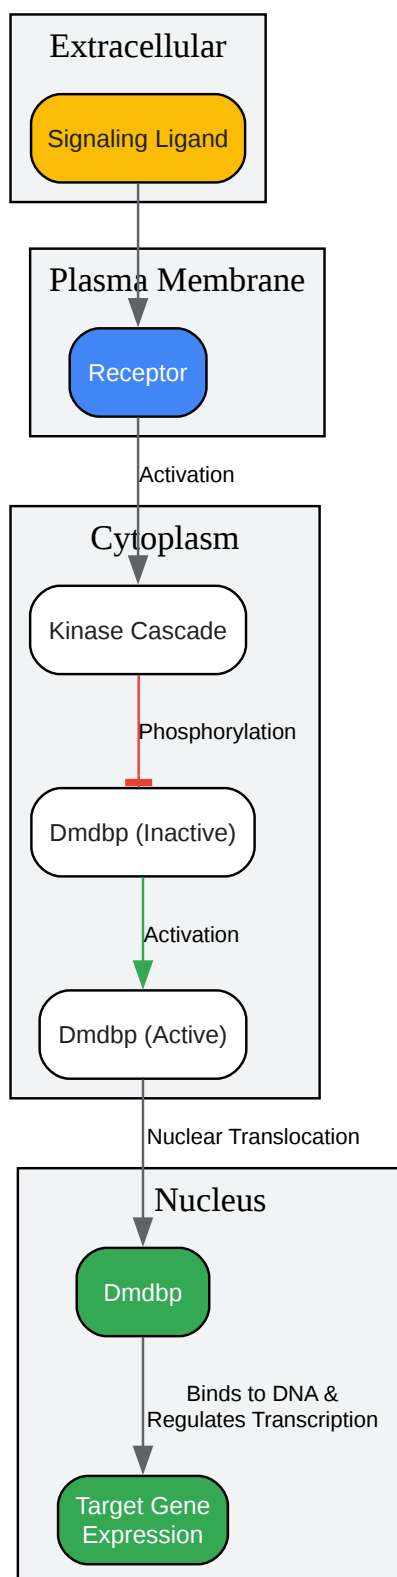 Extracellular
Signaling Ligand
Plasma Membrane
Receptor
Activation
Cytoplasm
Kinase Cascade
Phosphorylation
Dmdbp (Inactive)
Activation
Dmdbp (Active)
Nuclear Translocation
Nucleus
Dmdbp
Binds to DNA &
Regulates Transcription
Target Gene
Expression